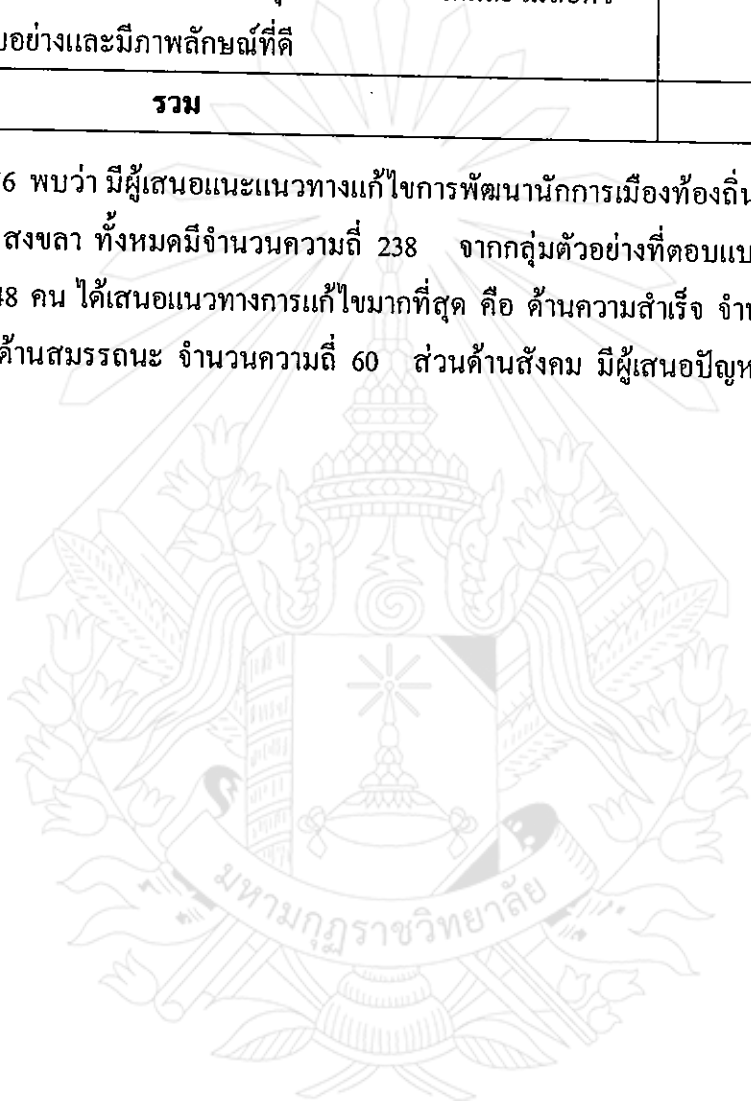 บอย่างและมีภาพลักษณ์ที่ดี
รวม
6 พบว่า มีผู้เสนอแนะแนวทางแก้ไขการพัฒนานักการเมืองท้องถิ่น
สงขลา ทั้งหมดมีจำนวนความถี่ 238 จากกลุ่มตัวอย่างที่ตอบแบบ
48 คน ได้เสนอแนวทางการแก้ไขมากที่สุด คือ ด้านความสำเร็จ
ด้านสมรรถนะ จำนวนความถี่ 60 ส่วนด้านสังคม มีผู้เสนอปัญห
มหามกุฏราชวิทยาลัย